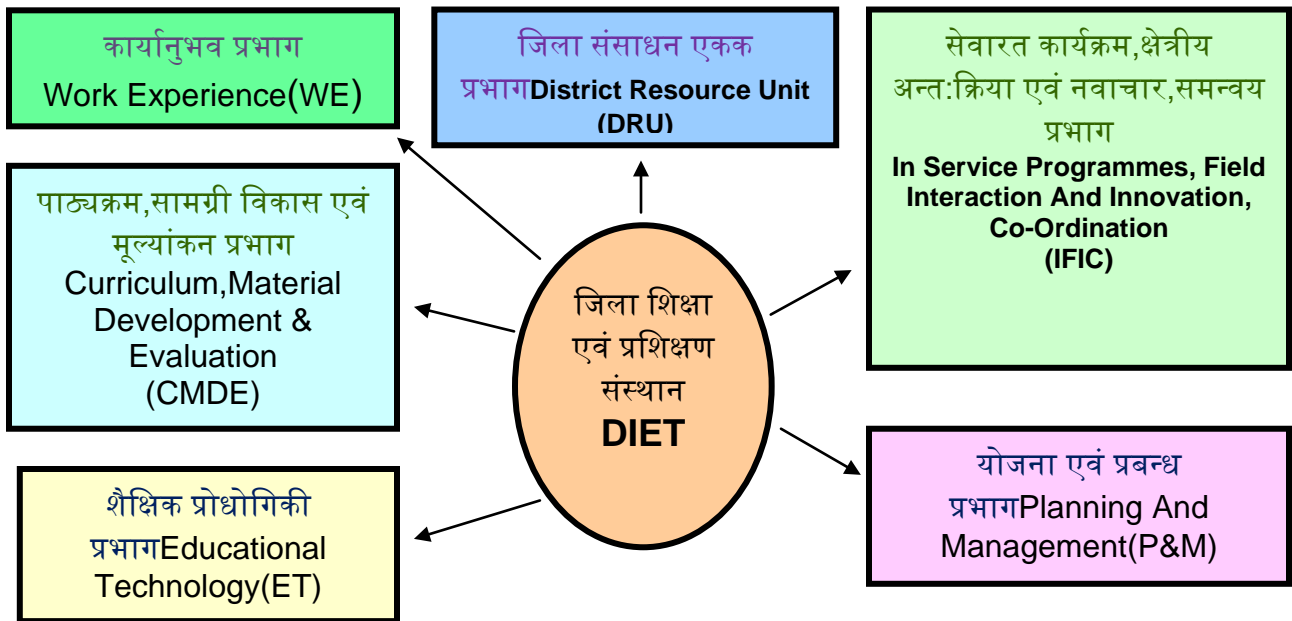 कार्यानुभव प्रभाग
Work Experience(WE)
जिला संसाधन एकक
प्रभागDistrict Resource Unit
(DRU)
सेवारत कार्यक्रम,क्षेत्रीय
अन्त:क्रिया एवं नवाचार,समन्वय
प्रभाग
In Service Programmes, Field
Interaction And Innovation,
Co-Ordination
(IFIC)
पाठ्यक्रम,सामग्री विकास एवं
मूल्यांकन प्रभाग
Curriculum,Material
Development &
Evaluation
(CMDE)
जिला शिक्षा
एवं प्रशिक्षण
संस्थान
DIET
योजना एवं प्रबन्ध
प्रभागPlanning And
Management(P&M)
शैक्षिक प्रोधोगिकी
प्रभागEducational
Technology(ET)